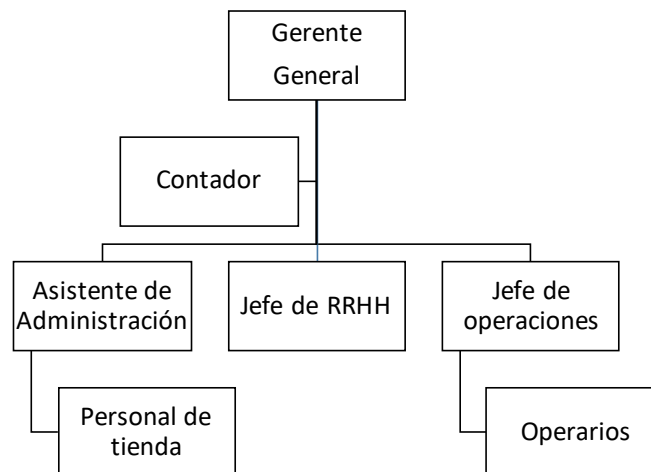 Gerente
General
Contador
Asistente de
Administración
Jefe de RRHH
Jefe de
operaciones
Personal de
tienda
Operarios